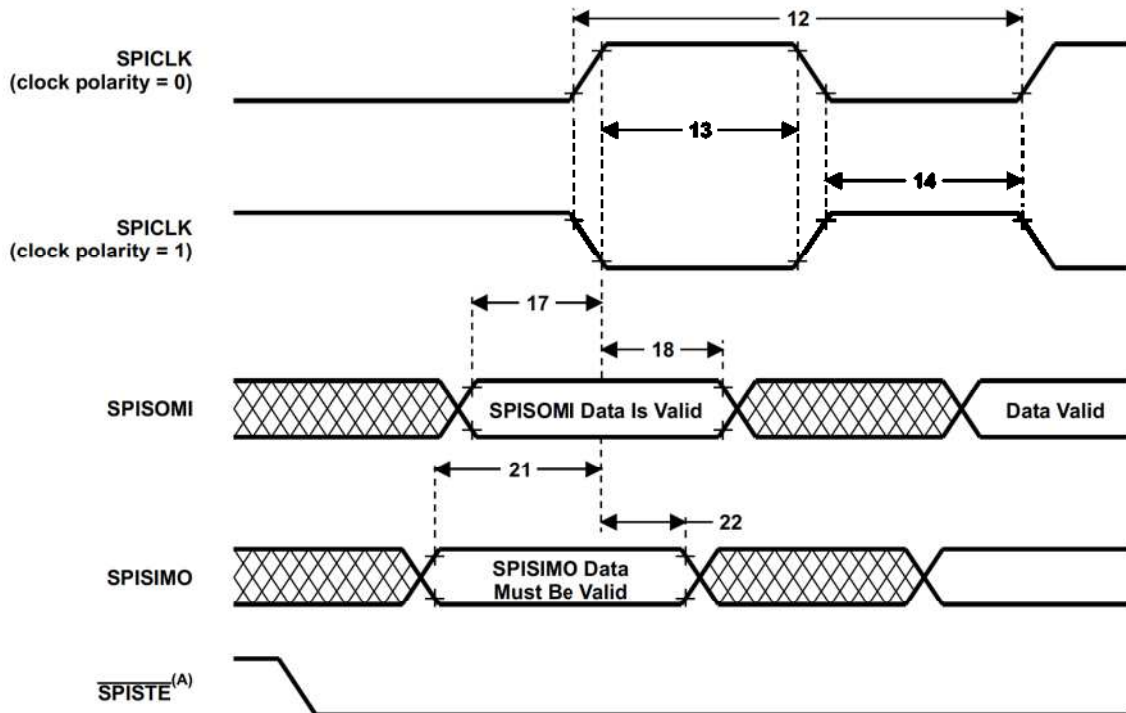 12
SPICLK
(clock polarity = 0)
13
14
SPICLK
(clock polarity = 1)
17
18
SPISOMI
SPISOMI Data Is Valid
Data Valid
21
22
SPISIMO
SPISIMO Data
Must Be Valid
SPISTE(A)